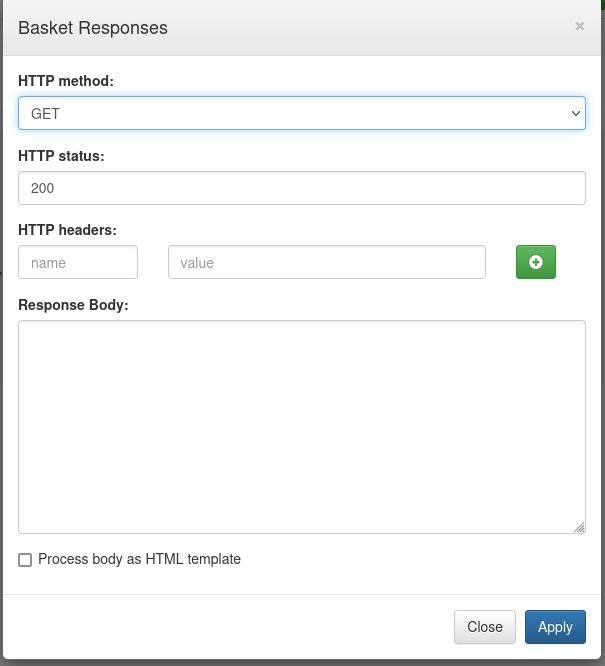 Basket Responses ×
HTTP method:
GET
HTTP status:
200
HTTP headers:
name value
Response Body:
Process body as HTML template
Close Apply